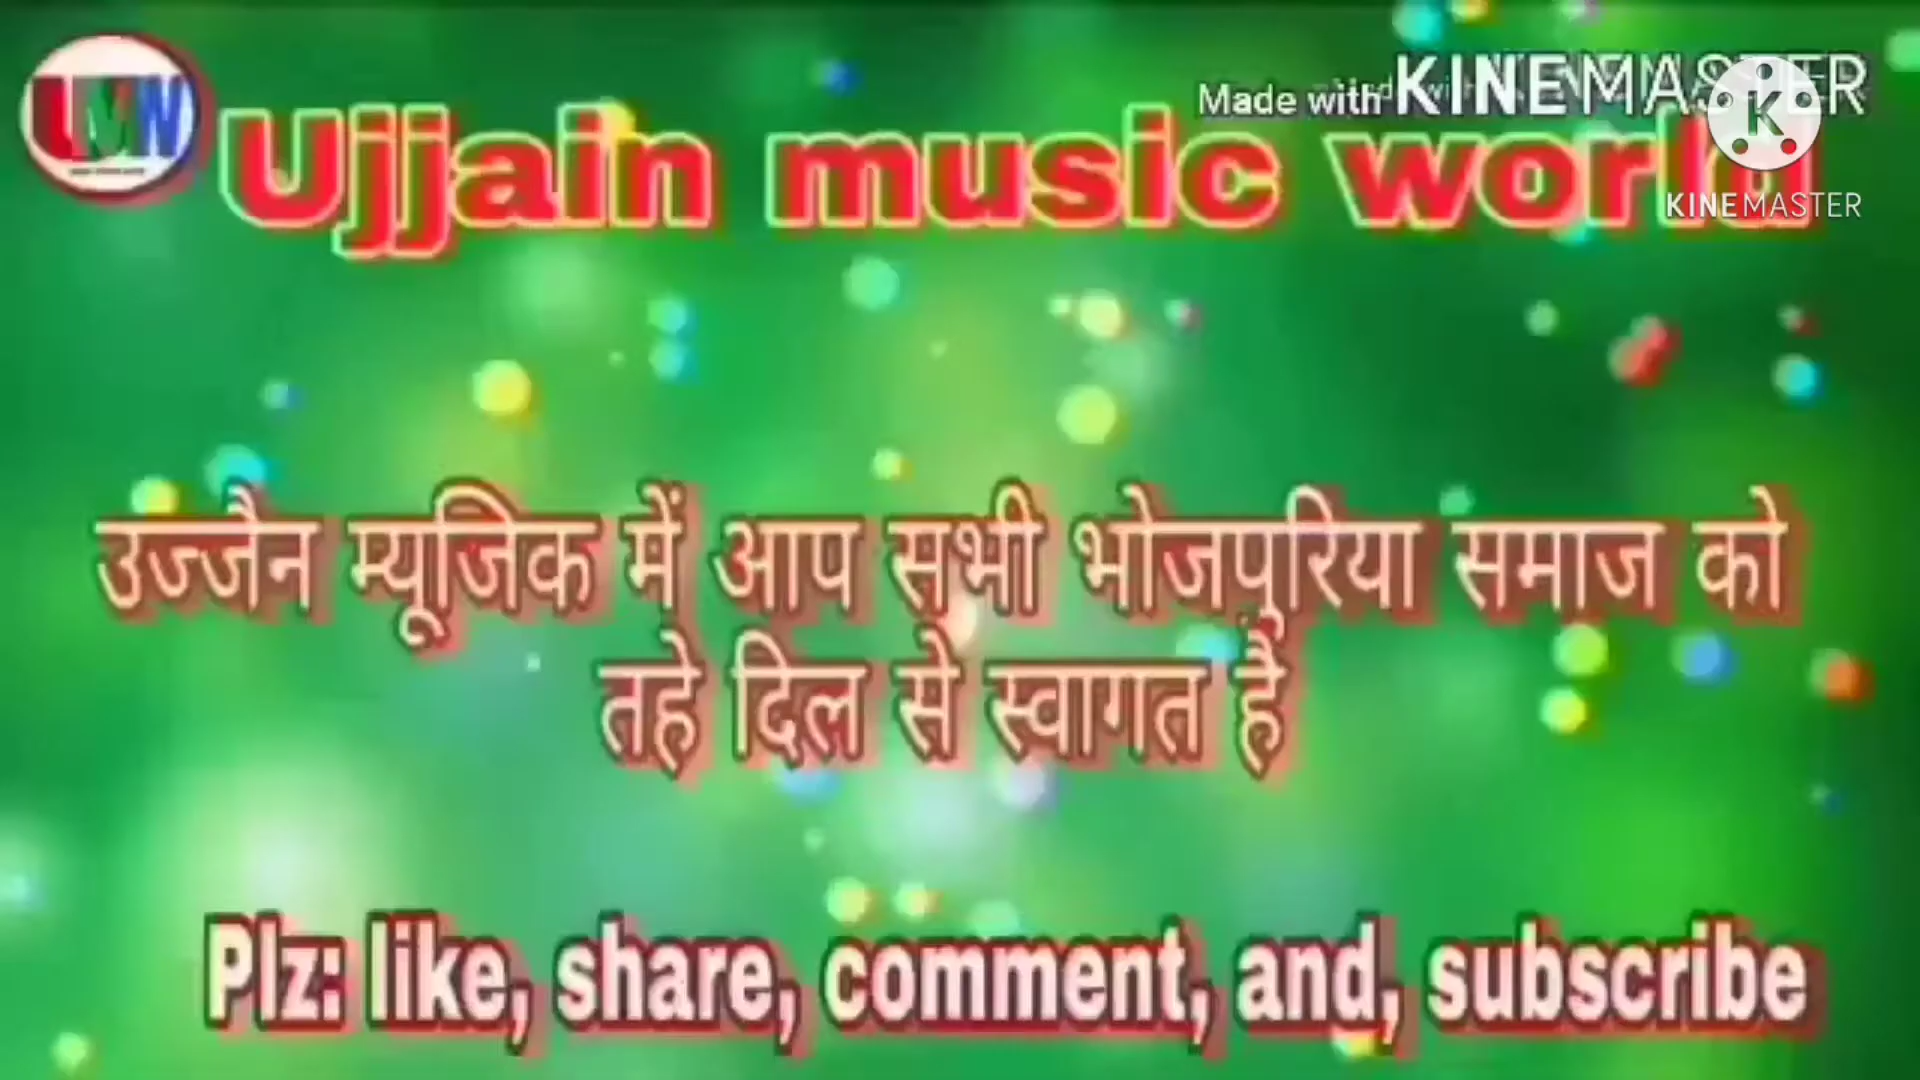 UMW
Made with KINEMASTER
K
KINEMASTER
Ujjain music world
उज्जैन म्यूजिक में आप सभी भोजपुरिया समाज को
तहे दिल से स्वागत हैं
Plz: like, share, comment, and, subscribe